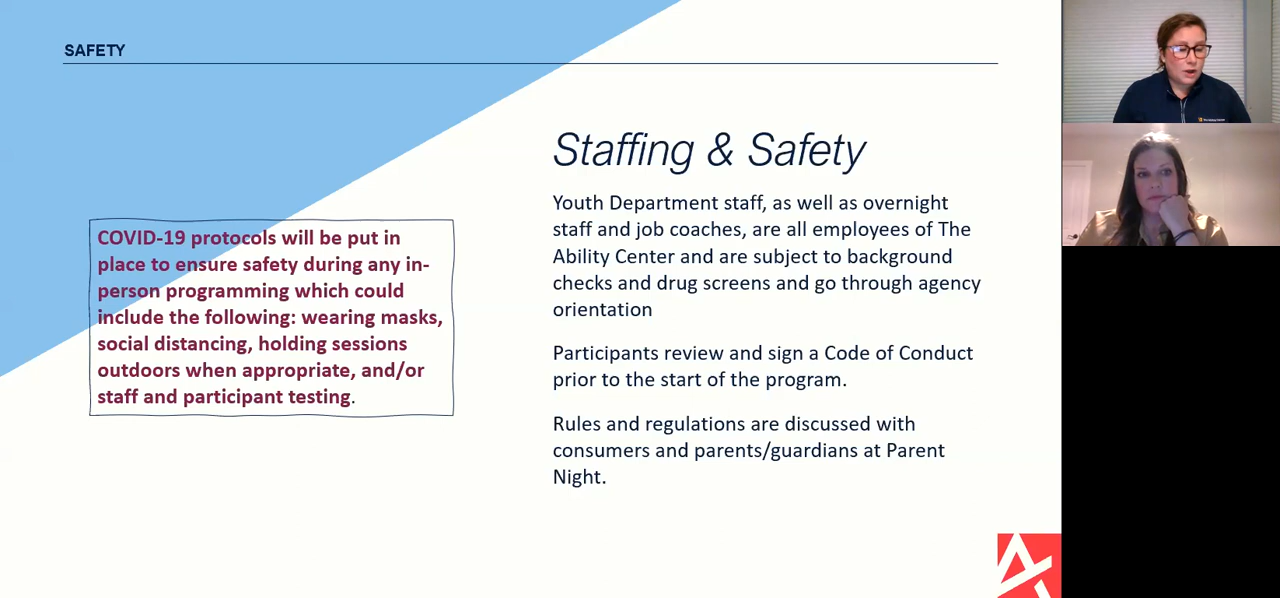 SAFETY
Staffing & Safety
Youth Department staff, as well as overnight
staff and job coaches, are all employees of The
Ability Center and are subject to background
checks and drug screens and go through agency
orientation
Participants review and sign a Code of Conduct
prior to the start of the program.
Rules and regulations are discussed with
consumers and parents/guardians at Parent
Night.
COVID-19 protocols will be put in
place to ensure safety during any in-
person programming which could
include the following: wearing masks,
social distancing, holding sessions
outdoors when appropriate, and/or
staff and participant testing.